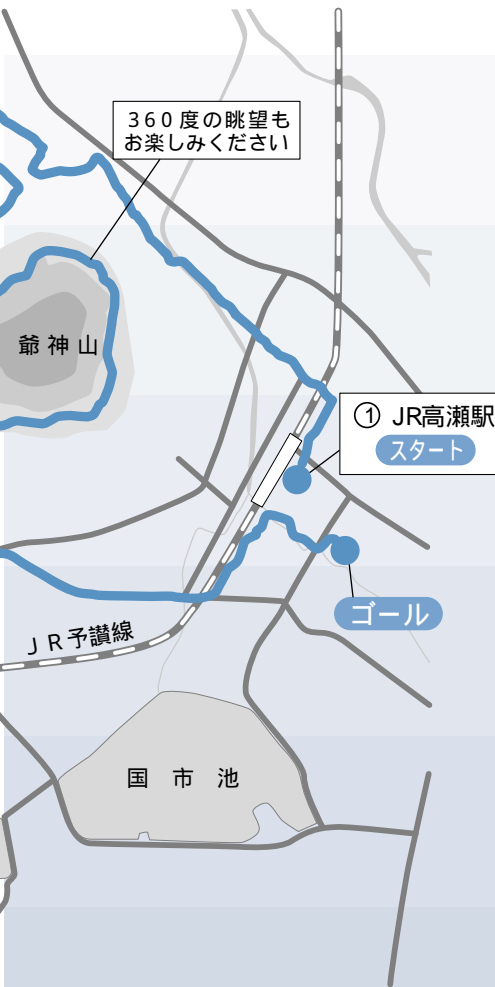 360度の眺望も
お楽しみください
爺神山
① JR高瀬駅
スタート
ゴール
JR予讃線
国市池